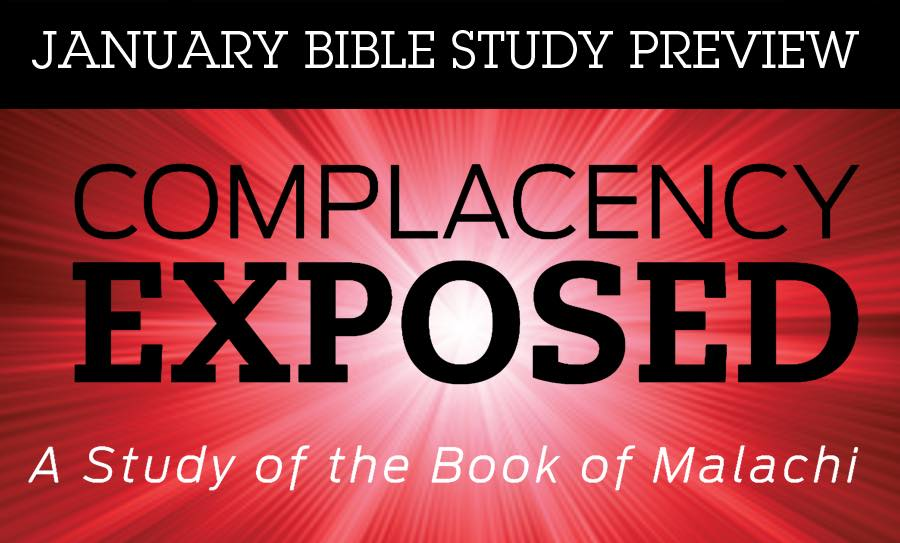 JANUARY BIBLE STUDY PREVIEW
COMPLACENCY
EXPOSED
A Study of the Book of Malachi